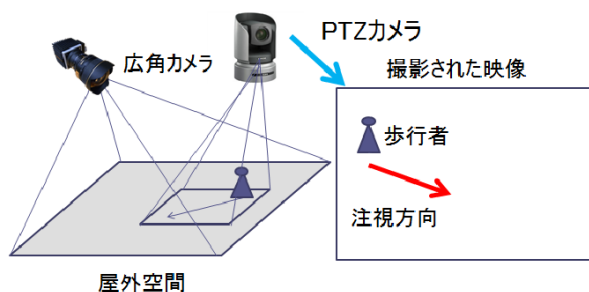 PTZカメラ
広角カメラ
撮影された映像
歩行者
注視方向
屋外空間